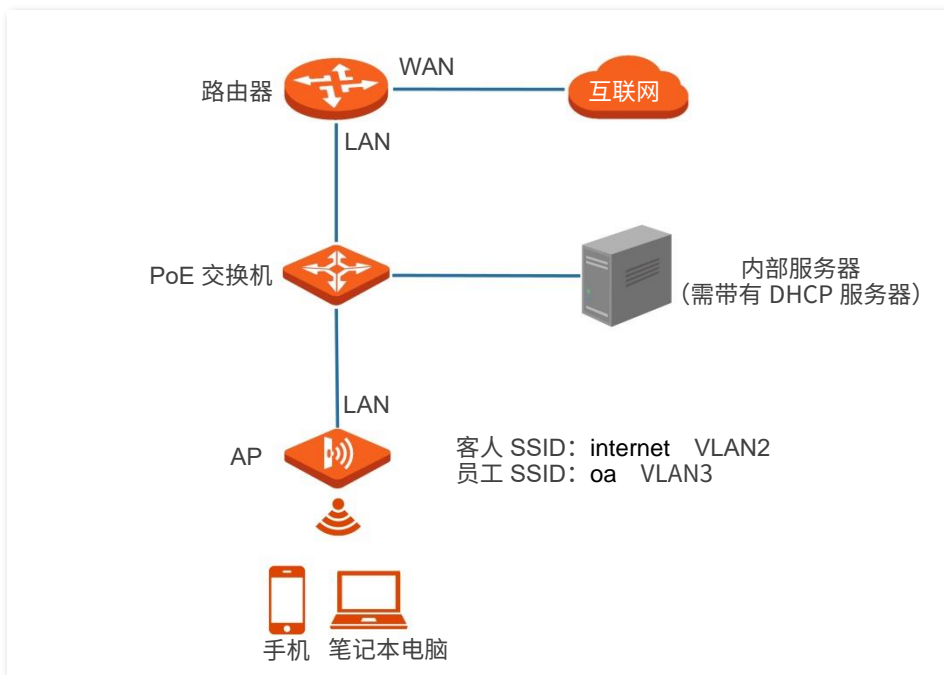 路由器
WAN
互联网
LAN
PoE 交换机
内部服务器
（需带有 DHCP 服务器）
LAN
AP
客人 SSID：internet VLAN2
员工 SSID：oa VLAN3
手机 笔记本电脑